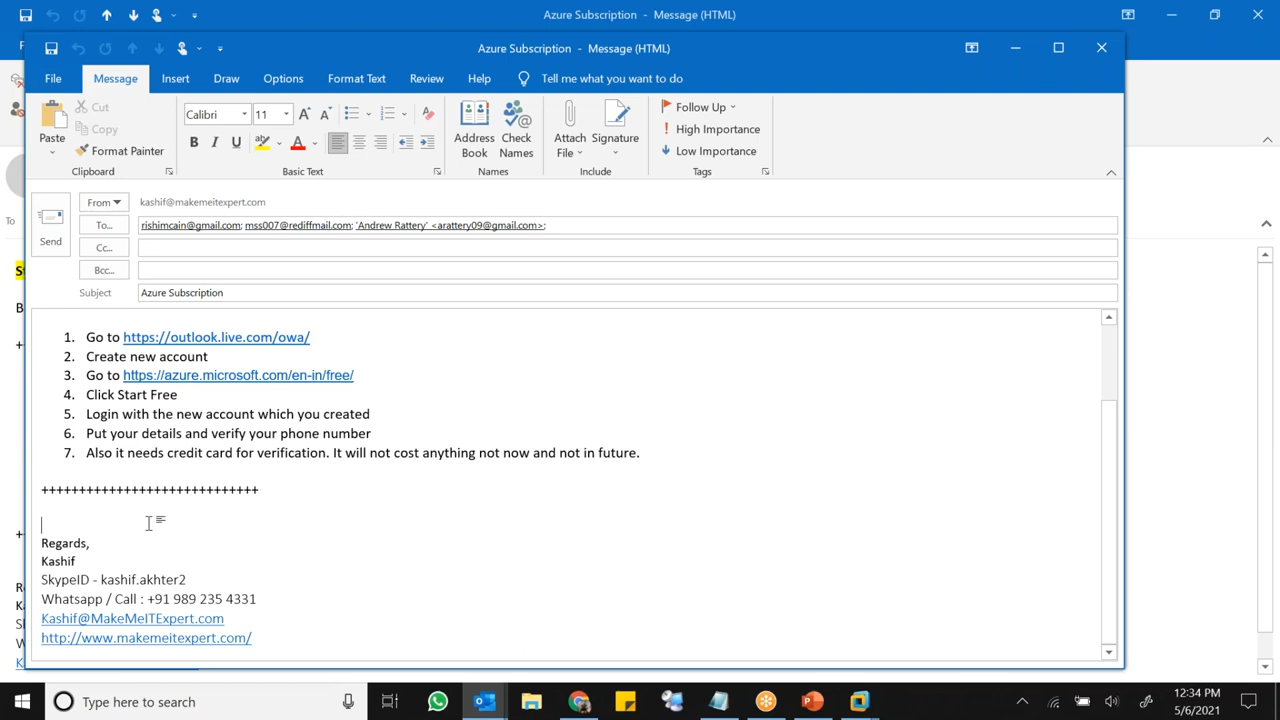 Azure Subscription - Message (HTML)
Azure Subscription - Message (HTML)
File Message Insert Draw Options Format Text Review Help Tell me what you want to do
Paste
Cut
Copy
Format Painter
Clipboard
Calibri 11
B I U
Basic Text
Address Book
Check Names
Names
Attach File
Signature
Include
Follow Up
High Importance
Low Importance
Tags
Send
From kashif@makemeitexpert.com
To... rishimcain@gmail.com; mss007@rediffmail.com; 'Andrew Rattery' <arattery09@gmail.com>;
Cc...
Bcc...
Subject Azure Subscription
To
1. Go to https://outlook.live.com/owa/
2. Create new account
3. Go to https://azure.microsoft.com/en-in/free/
4. Click Start Free
5. Login with the new account which you created
6. Put your details and verify your phone number
7. Also it needs credit card for verification. It will not cost anything not now and not in future.
+++++++++++++++++++++++++++++
Regards,
Kashif
SkypeID - kashif.akhter2
Whatsapp / Call : +91 989 235 4331
Kashif@MakeMeITExpert.com
http://www.makemeitexpert.com/
Type here to search
12:34 PM
5/6/2021